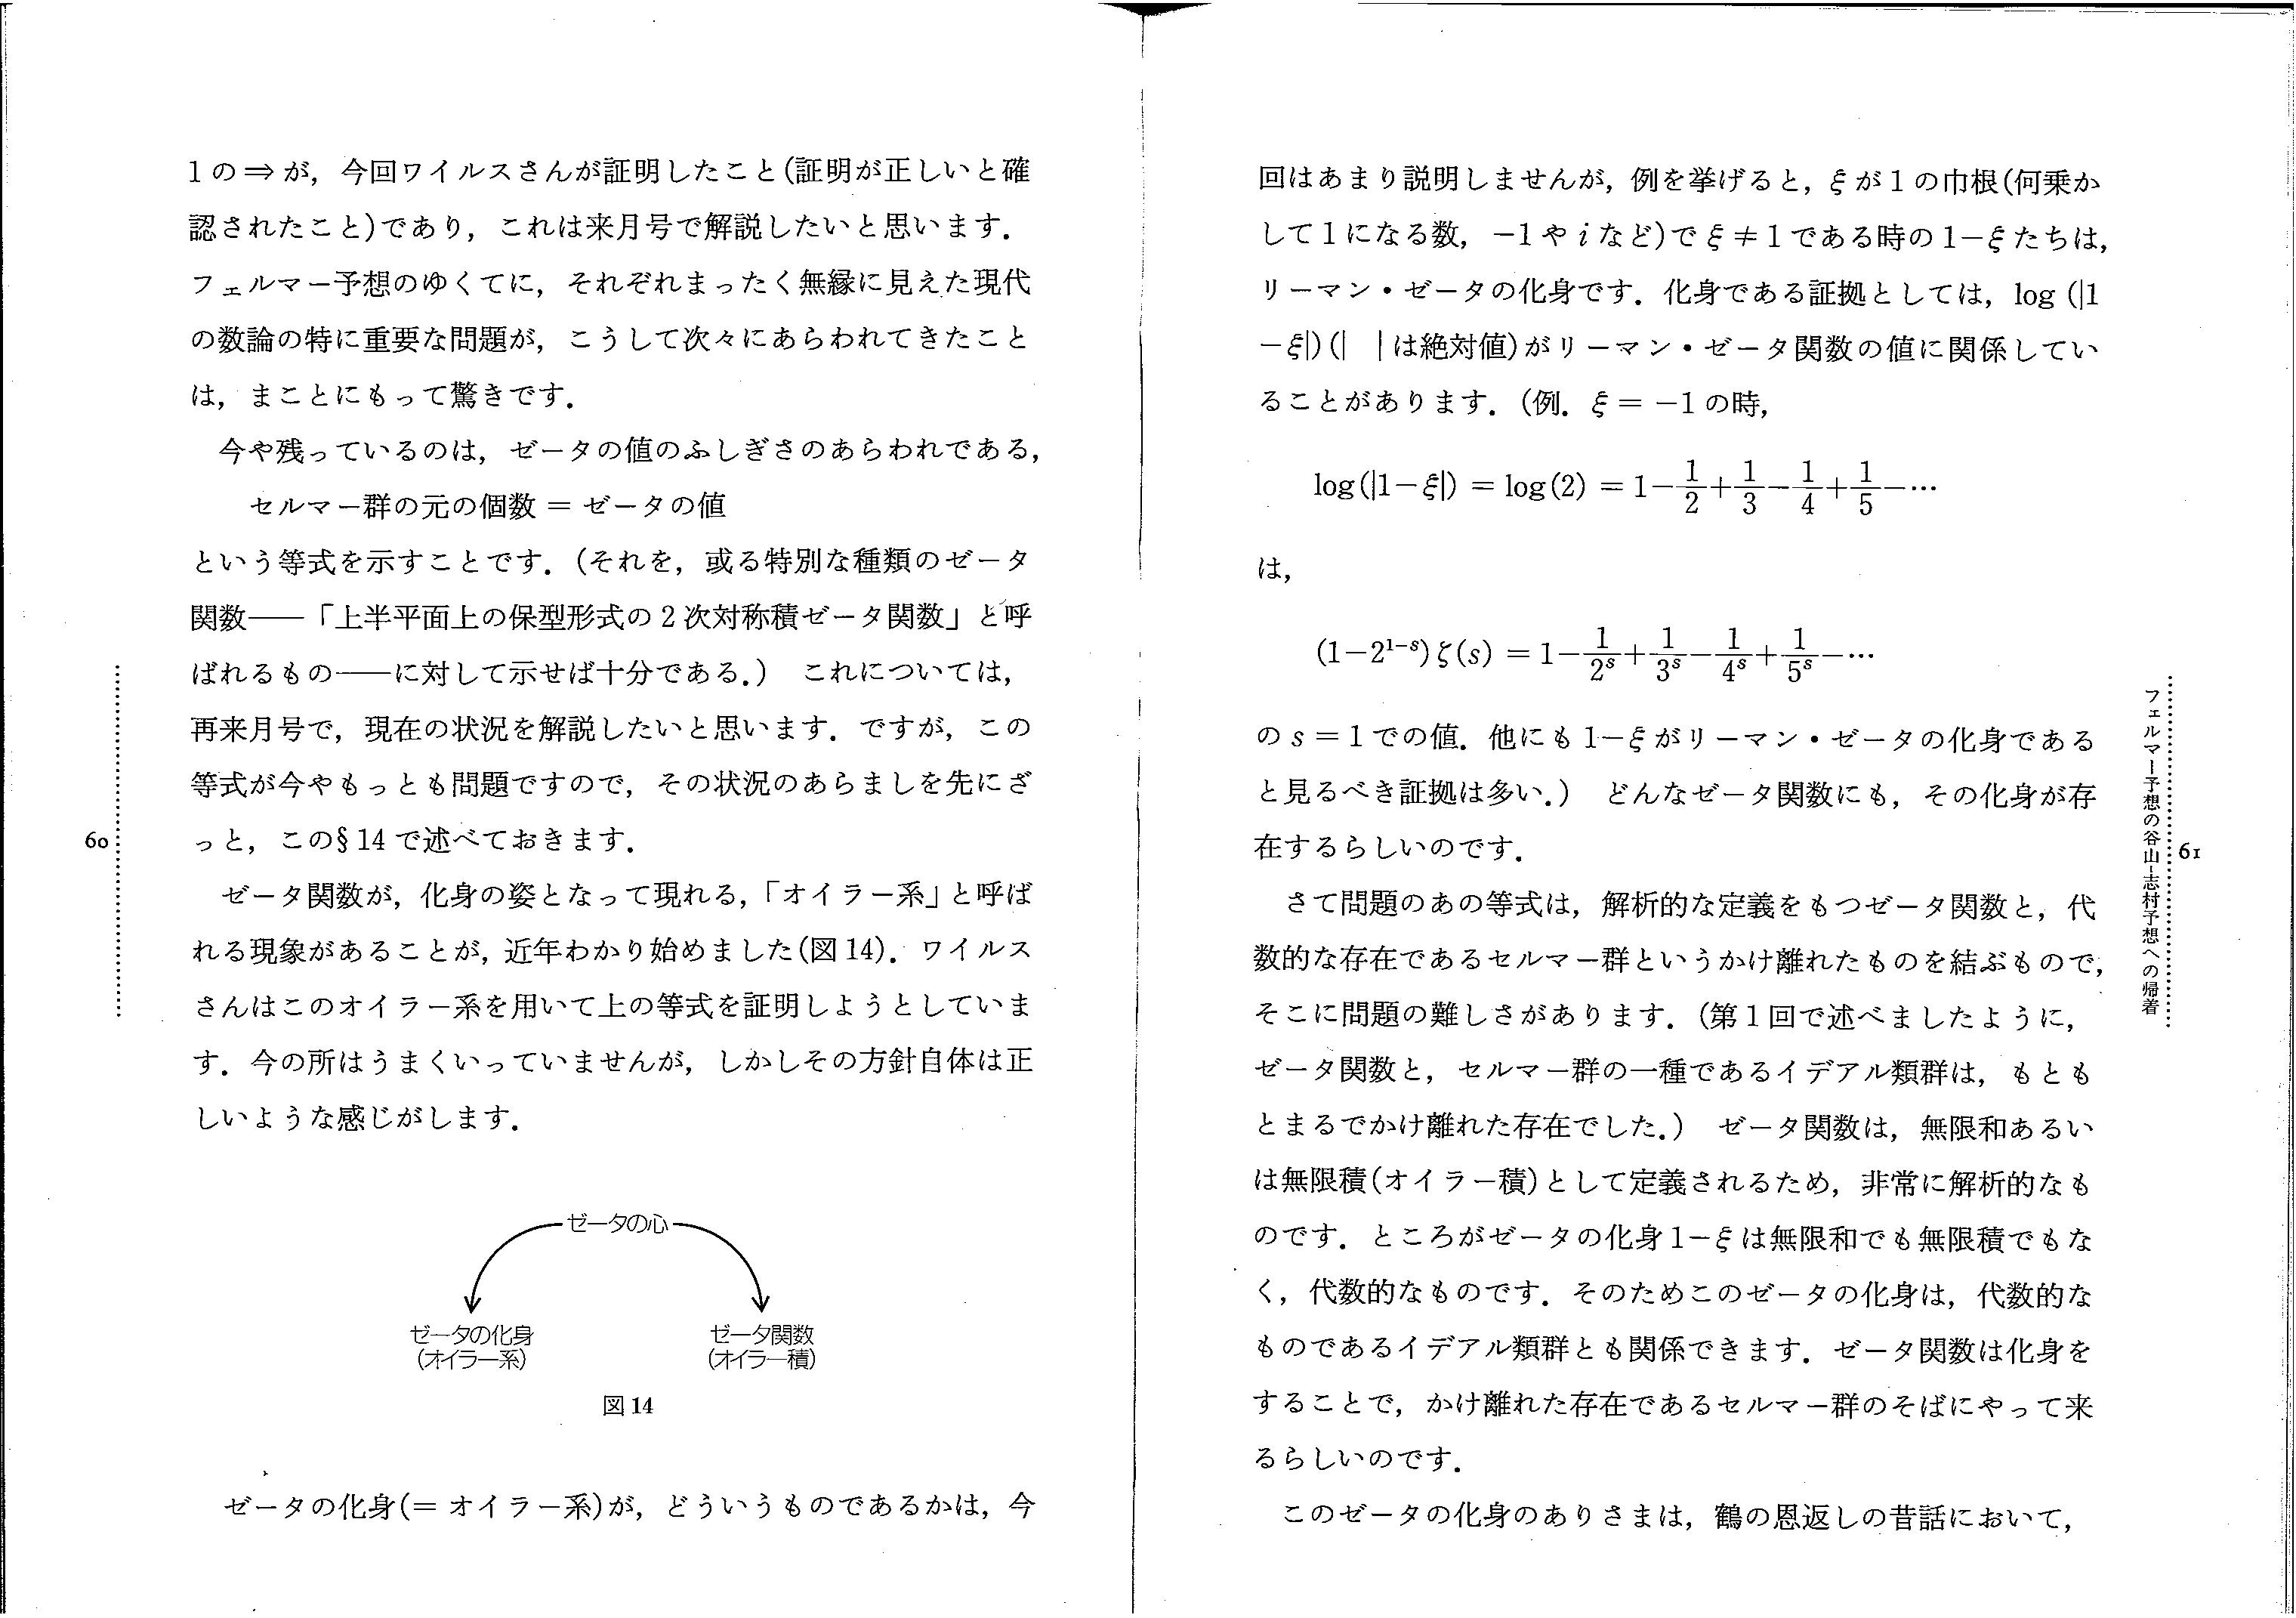 1の⇒が，今回ワイルスさんが証明したこと(証明が正しいと確
認されたこと)であり，これは来月号で解説したいと思います．
フェルマー予想のゆくてに，それぞれまったく無縁に見えた現代
の数論の特に重要な問題が，こうして次々にあらわれてきたこと
は，まことにもって驚きです．
今や残っているのは，ゼータの値のふしぎさのあらわれである，
セルマー群の元の個数 = ゼータの値
という等式を示すことです．(それを，或る特別な種類のゼータ
関数——「上半平面上の保型形式の2次対称積ゼータ関数」と呼
ばれるもの——に対して示せば十分である．) これについては，
再来月号で，現在の状況を解説したいと思います．ですが，この
等式が今やもっとも問題ですので，その状況のあらましを先にざ
っと，この§14で述べておきます．
ゼータ関数が，化身の姿となって現れる，「オイラー系」と呼ば
れる現象があることが，近年わかり始めました(図14)．ワイルス
さんはこのオイラー系を用いて上の等式を証明しようとしていま
す．今の所はうまくいっていませんが，しかしその方針自体は正
しいような感じがします．
ゼータの心
ゼータの化身 ゼータ関数
(オイラー系) (オイラー積)
図14
ゼータの化身(= オイラー系)が，どういうものであるかは，今
60
回はあまり説明しませんが，例を挙げると，ξが1の巾根(何乗か
して1になる数，−1やiなど)でξ≠1である時の1−ξたちは，
リーマン・ゼータの化身です．化身である証拠としては，log (|1
−ξ|)(|　|は絶対値)がリーマン・ゼータ関数の値に関係してい
ることがあります．(例．ξ = −1の時，
log(|1−ξ|) = log(2) = 1−1/2+1/3−1/4+1/5−…
は，
(1−2^{1−s})ζ(s) = 1−1/2^s+1/3^s−1/4^s+1/5^s−…
のs = 1での値．他にも1−ξがリーマン・ゼータの化身である
と見るべき証拠は多い．) どんなゼータ関数にも，その化身が存
在するらしいのです．
さて問題のあの等式は，解析的な定義をもつゼータ関数と，代
数的な存在であるセルマー群というかけ離れたものを結ぶもので，
そこに問題の難しさがあります．(第1回で述べましたように，
ゼータ関数と，セルマー群の一種であるイデアル類群は，もとも
とまるでかけ離れた存在でした．) ゼータ関数は，無限和あるい
は無限積(オイラー積)として定義されるため，非常に解析的なも
のです．ところがゼータの化身1−ξは無限和でも無限積でもな
く，代数的なものです．そのためこのゼータの化身は，代数的な
ものであるイデアル類群とも関係できます．ゼータ関数は化身を
することで，かけ離れた存在であるセルマー群のそばにやって来
るらしいのです．
このゼータの化身のありさまは，鶴の恩返しの昔話において，
フェルマー予想の谷山–志村予想への帰着
61